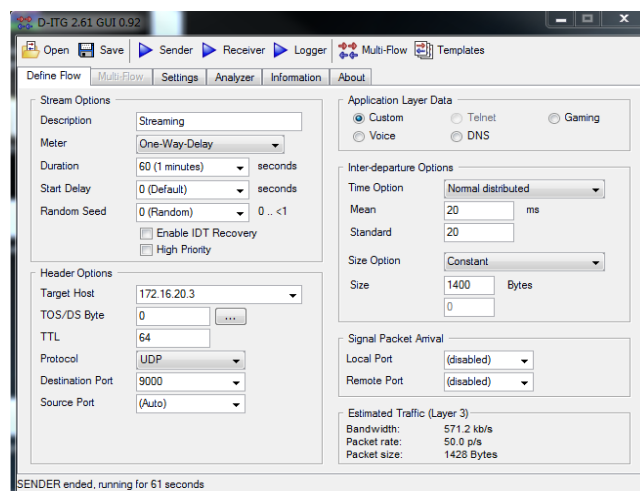 D-ITG 2.61 GUI 0.92
Open Save Sender Receiver Logger Multi-Flow Templates
Define Flow Multi-Flow Settings Analyzer Information About
Stream Options
Description Streaming
Meter One-Way-Delay
Duration 60 (1 minutes) seconds
Start Delay 0 (Default) seconds
Random Seed 0 (Random) 0 .. <1
Enable IDT Recovery
High Priority
Header Options
Target Host 172.16.20.3
TOS/DS Byte 0 ...
TTL 64
Protocol UDP
Destination Port 9000
Source Port (Auto)
Application Layer Data
Custom Telnet Gaming
Voice DNS
Inter-departure Options
Time Option Normal distributed
Mean 20 ms
Standard 20
Size Option Constant
Size 1400 Bytes
0
Signal Packet Arrival
Local Port (disabled)
Remote Port (disabled)
Estimated Traffic (Layer 3)
Bandwidth: 571.2 kb/s
Packet rate: 50.0 p/s
Packet size: 1428 Bytes
SENDER ended, running for 61 seconds